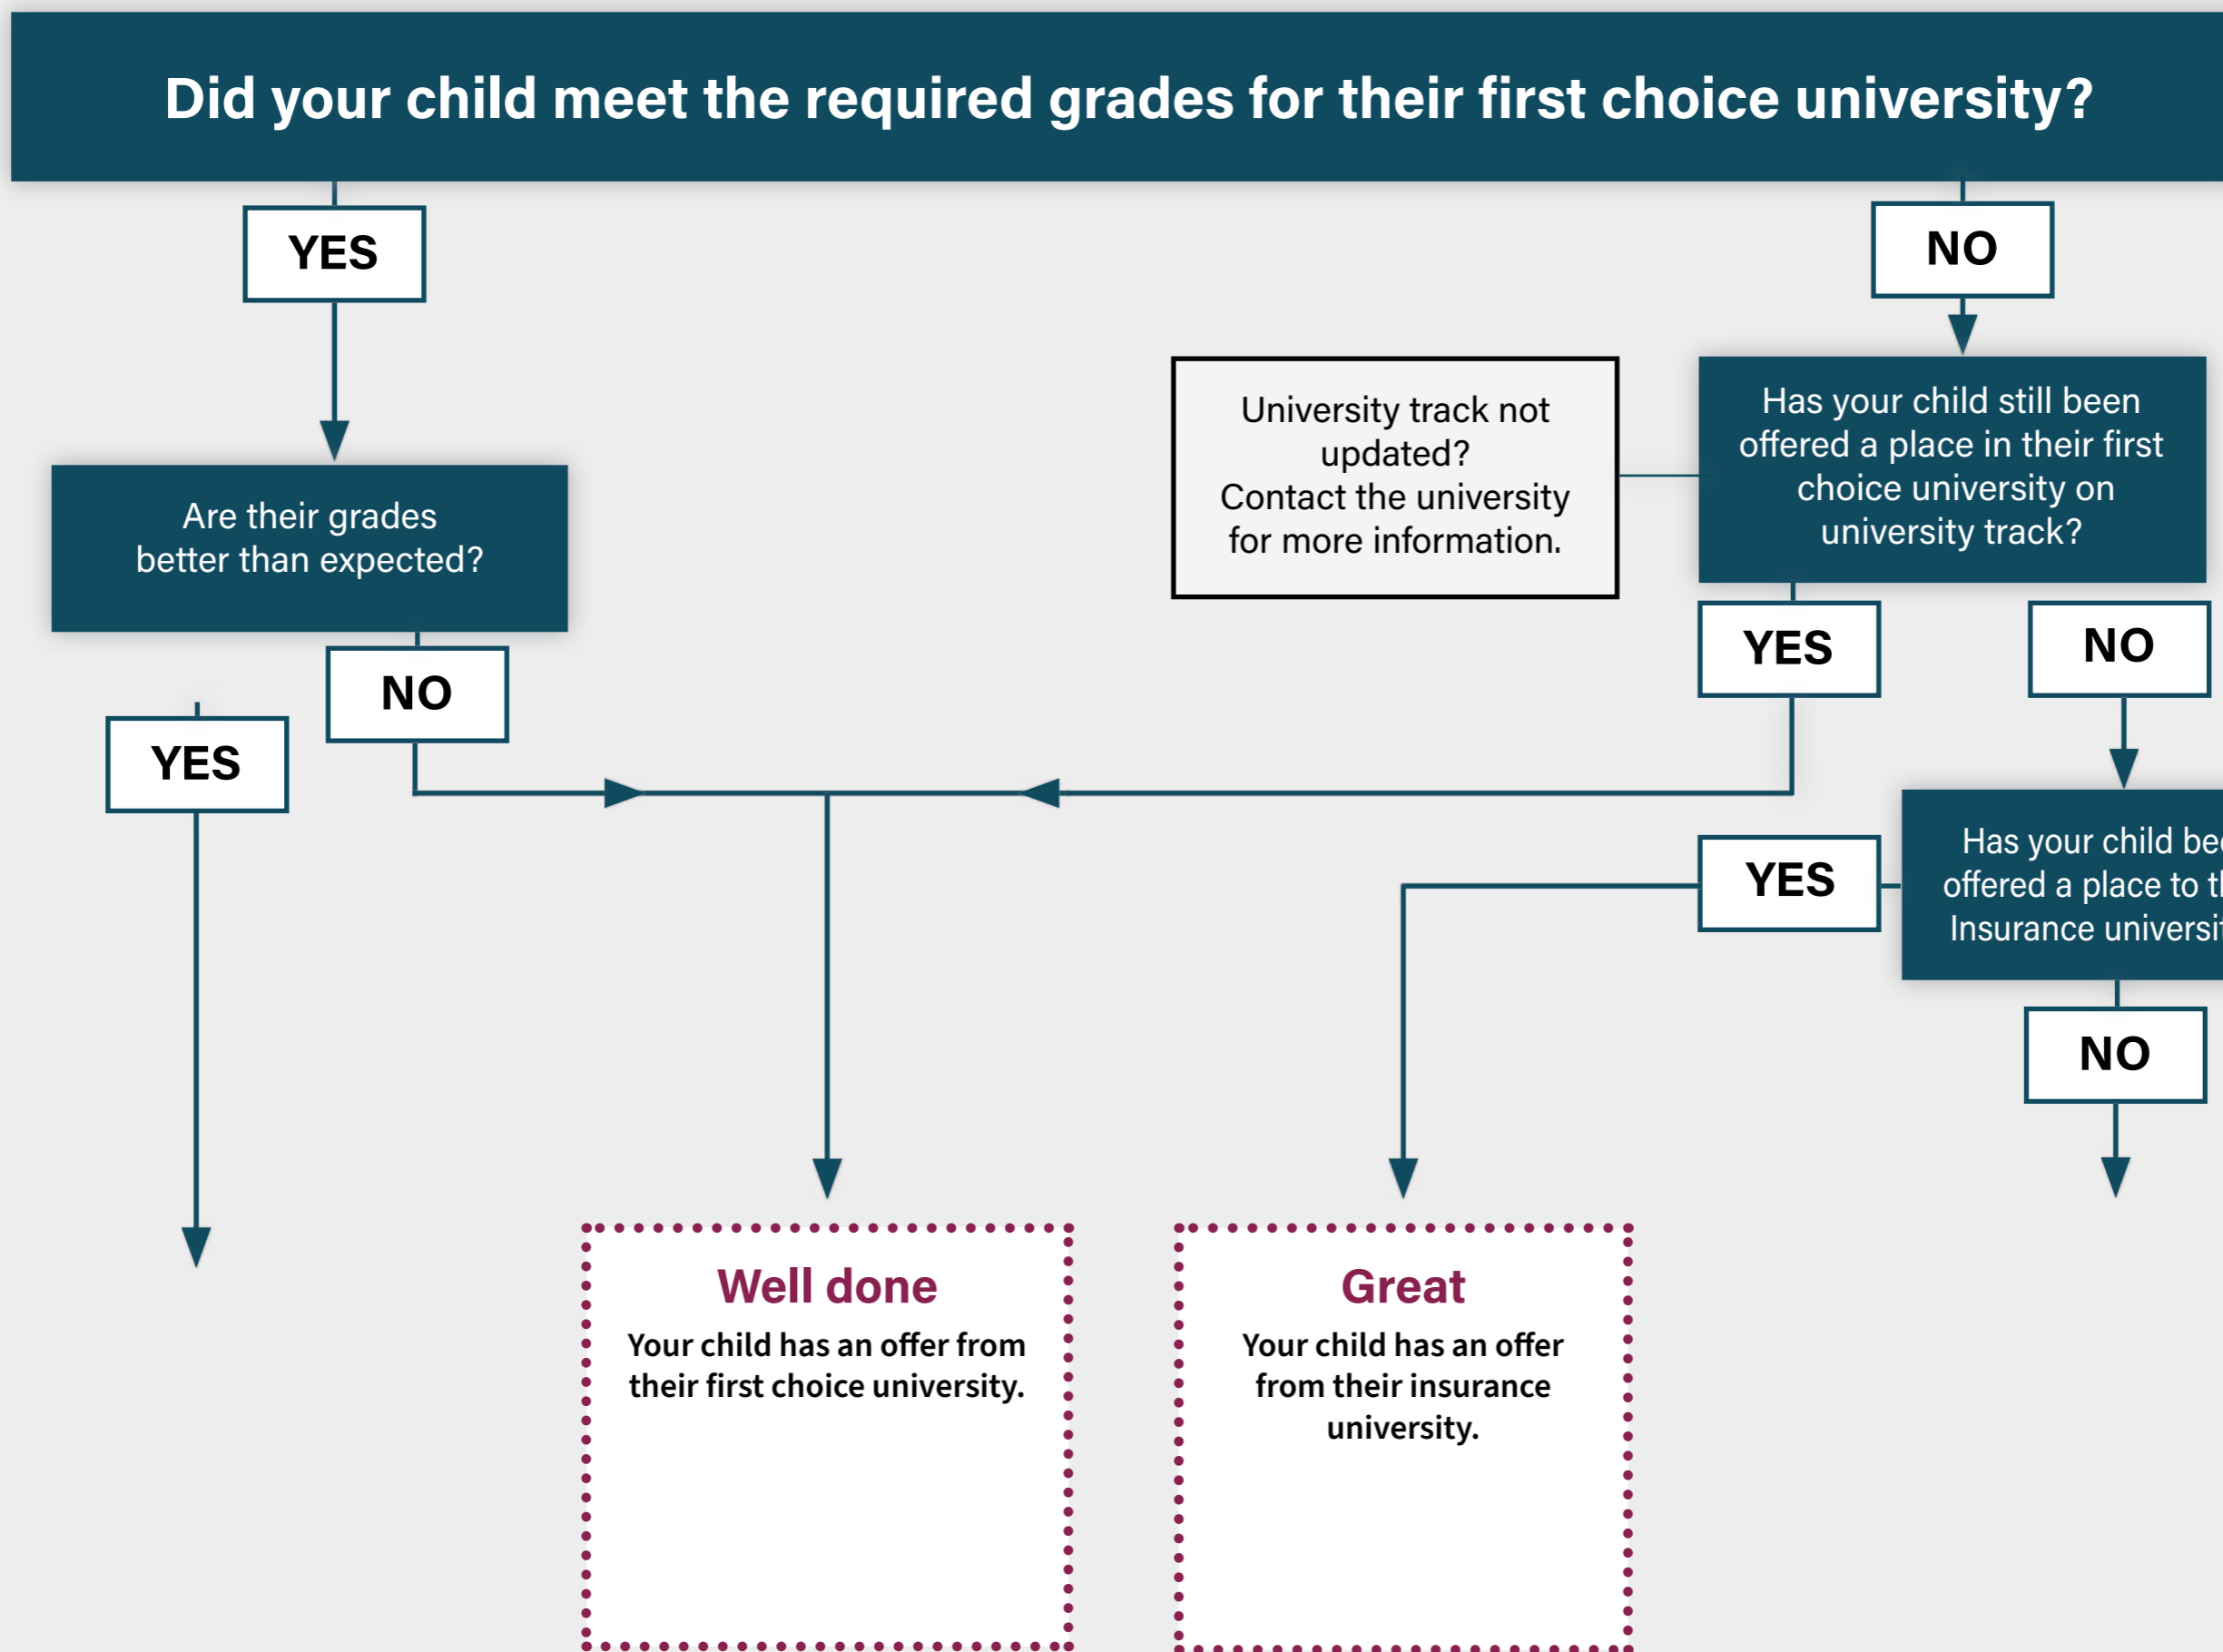 Did your child meet the required grades for their first choice university?
YES
NO
University track not
updated?
Contact the university
for more information.
Has your child still been
offered a place in their first
choice university on
university track?
Are their grades
better than expected?
YES
NO
NO
YES
YES
Has your child
offered a place to
Insurance
NO
Well done
Your child has an offer from
their first choice university.
Great
Your child has an offer
from their insurance
university.